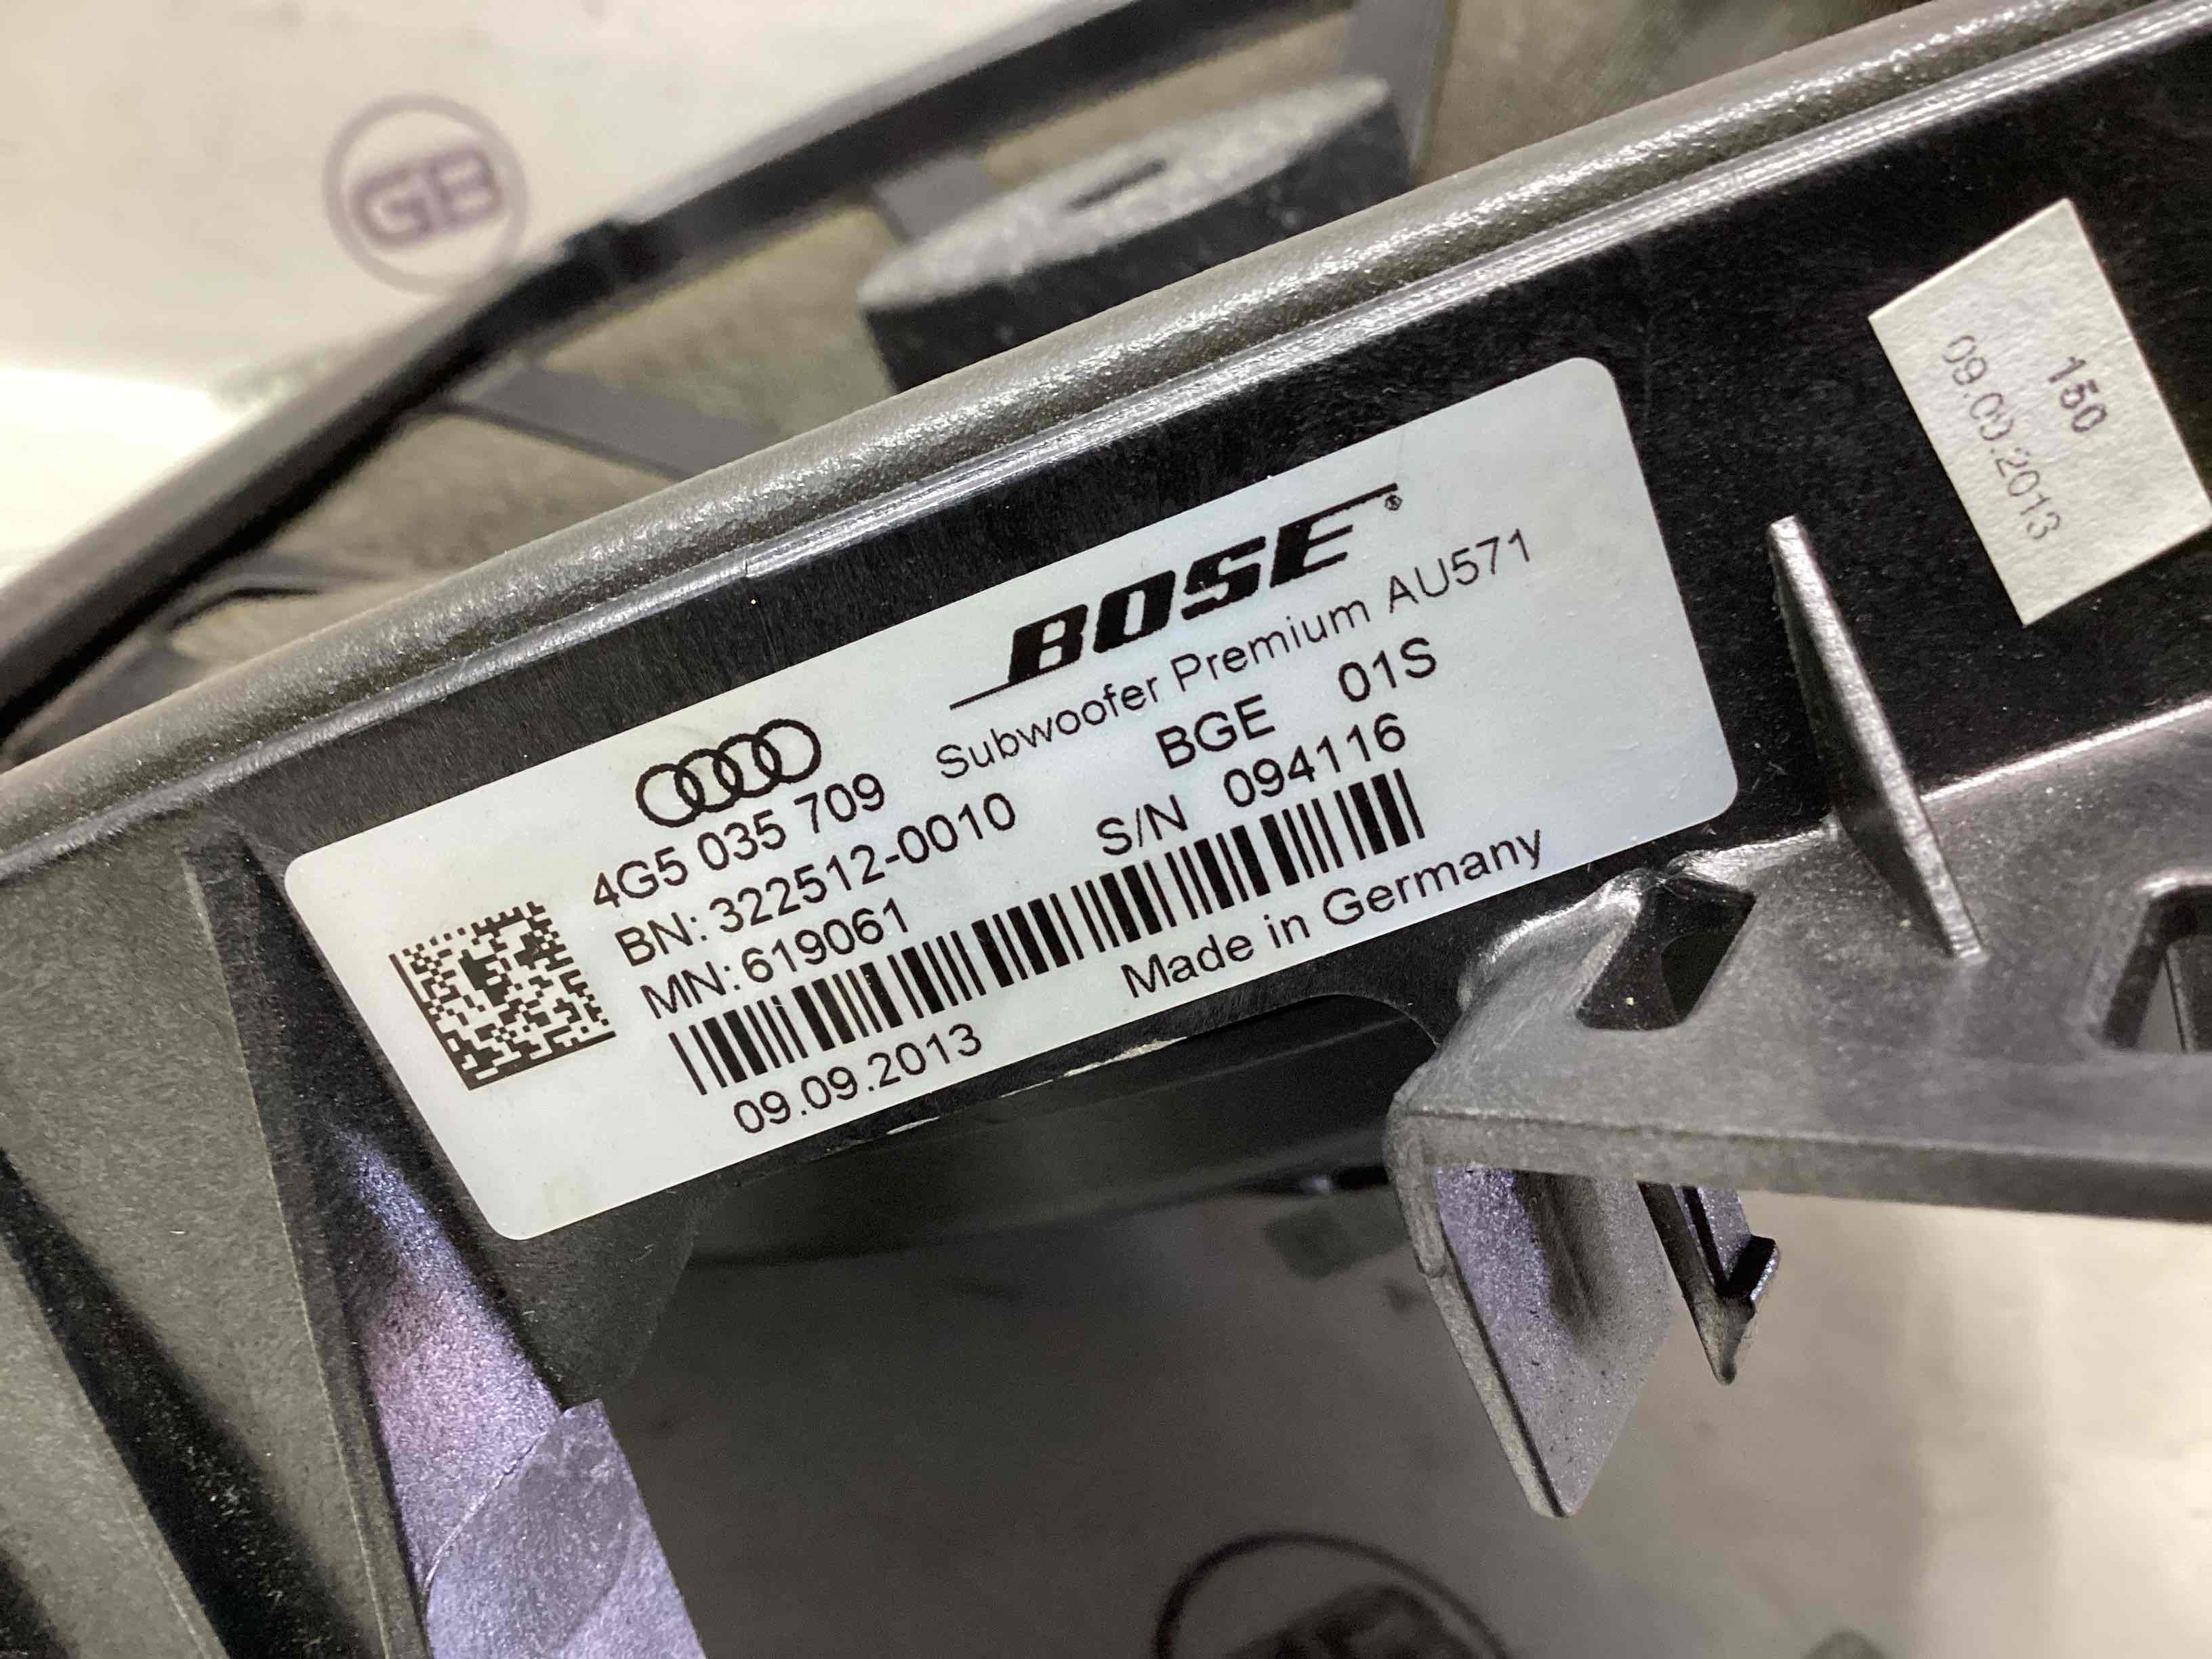 GB
BOSE®
Subwoofer Premium AU571
4G5 035 709 BGE 01S
BN: 322512-0010 S/N 094116
MN: 619061
Made in Germany
09.09.2013
150
09.09.2013